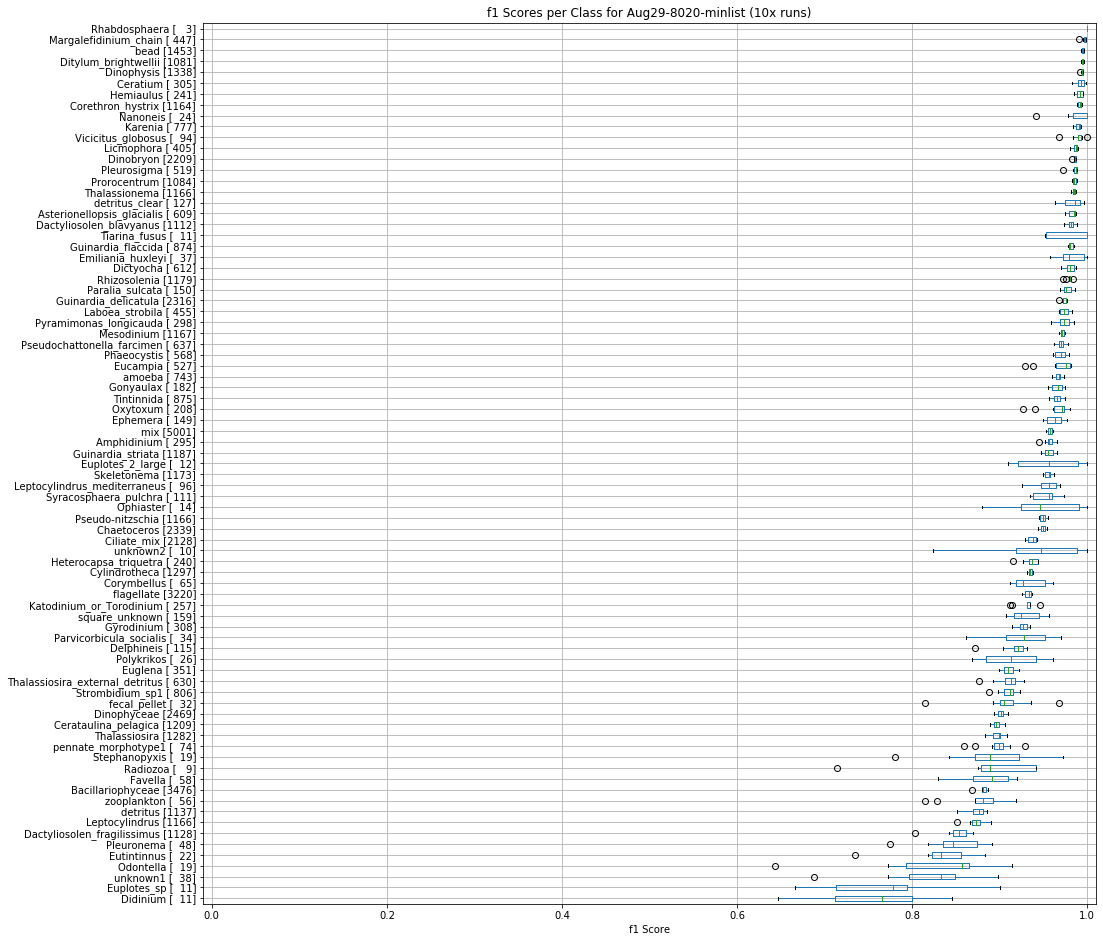 f1 Scores per Class for Aug29-8020-minlist (10x runs)
Rhabdosphaera [   3]
Margalefidinium_chain [ 447]
bead [1453]
Ditylum_brightwellii [1081]
Dinophysis [1338]
Ceratium [ 305]
Hemiaulus [ 241]
Corethron_hystrix [1164]
Nanoneis [  24]
Karenia [ 777]
Vicicitus_globosus [  94]
Licmophora [ 405]
Dinobryon [2209]
Pleurosigma [ 519]
Prorocentrum [1084]
Thalassionema [1166]
detritus_clear [ 127]
Asterionellopsis_glacialis [ 609]
Dactyliosolen_blavyanus [1112]
Tiarina_fusus [  11]
Guinardia_flaccida [ 874]
Emiliania_huxleyi [  37]
Dictyocha [ 612]
Rhizosolenia [1179]
Paralia_sulcata [ 150]
Guinardia_delicatula [2316]
Laboea_strobila [ 455]
Pyramimonas_longicauda [ 298]
Mesodinium [1167]
Pseudochattonella_farcimen [ 637]
Phaeocystis [ 568]
Eucampia [ 527]
amoeba [ 743]
Gonyaulax [ 182]
Tintinnida [ 875]
Oxytoxum [ 208]
Ephemera [ 149]
mix [5001]
Amphidinium [ 295]
Guinardia_striata [1187]
Euplotes_2_large [  12]
Skeletonema [1173]
Leptocylindrus_mediterraneus [  96]
Syracosphaera_pulchra [ 111]
Ophiaster [  14]
Pseudo-nitzschia [1166]
Chaetoceros [2339]
Ciliate_mix [2128]
unknown2 [  10]
Heterocapsa_triquetra [ 240]
Cylindrotheca [1297]
Corymbellus [  65]
flagellate [3220]
Katodinium_or_Torodinium [ 257]
square_unknown [ 159]
Gyrodinium [ 308]
Parvicorbicula_socialis [  34]
Delphineis [ 115]
Polykrikos [  26]
Euglena [ 351]
Thalassiosira_external_detritus [ 630]
Strombidium_sp1 [ 806]
fecal_pellet [  32]
Dinophyceae [2469]
Cerataulina_pelagica [1209]
Thalassiosira [1282]
pennate_morphotype1 [  74]
Stephanopyxis [  19]
Radiozoa [   9]
Favella [  58]
Bacillariophyceae [3476]
zooplankton [  56]
detritus [1137]
Leptocylindrus [1166]
Dactyliosolen_fragilissimus [1128]
Pleuronema [  48]
Eutintinnus [  22]
Odontella [  19]
unknown1 [  38]
Euplotes_sp [  11]
Didinium [  11]
0.0 0.2 0.4 0.6 0.8 1.0
f1 Score